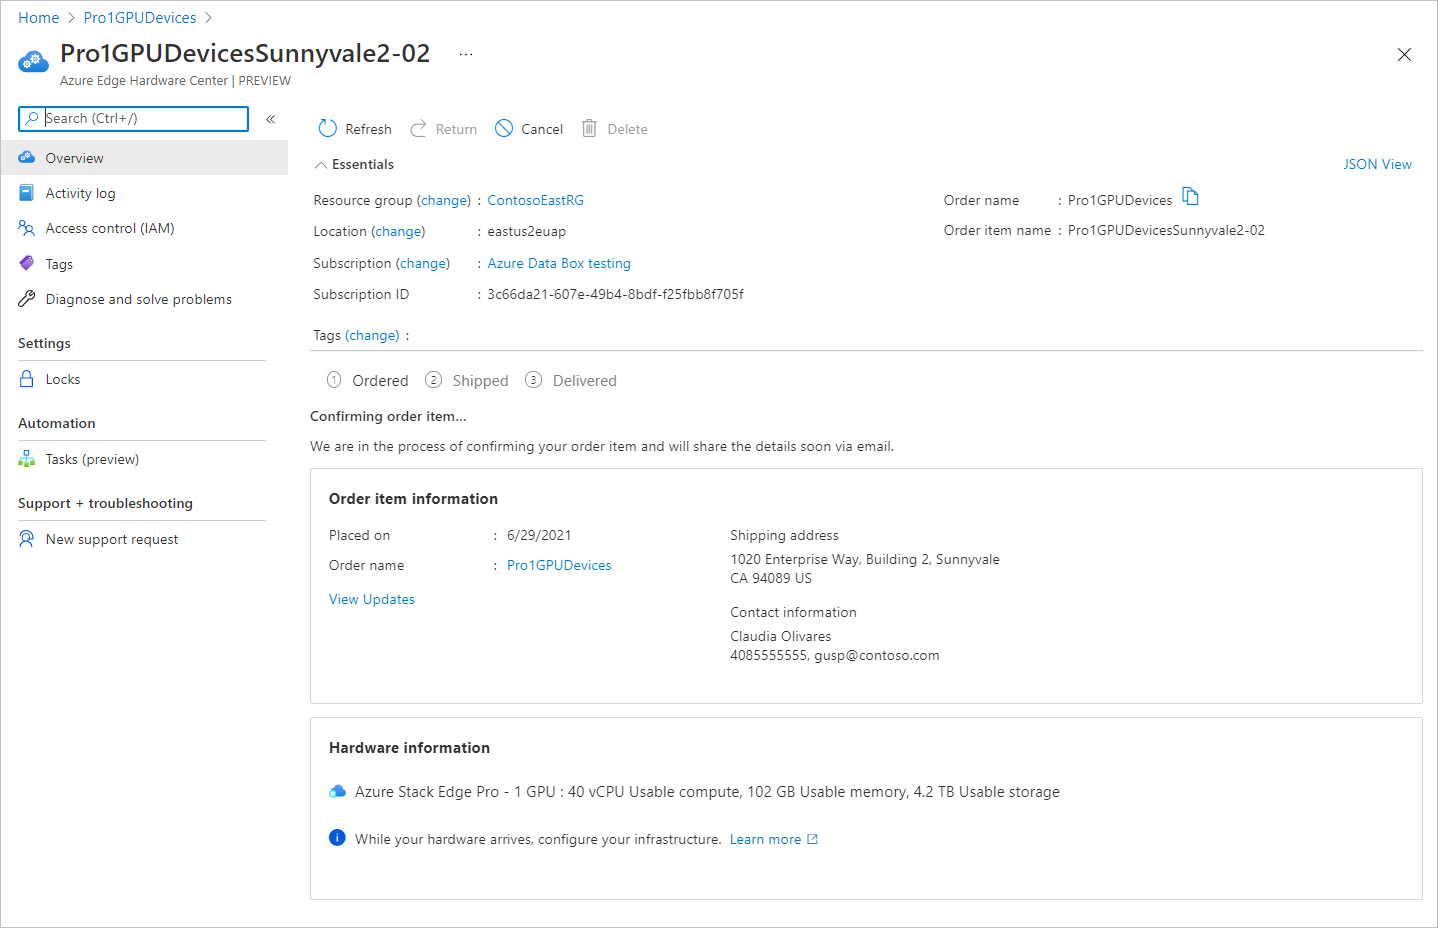 Home > Pro1GPUDevices >
Pro1GPUDevicesSunnyvale2-02 ...
Azure Edge Hardware Center | PREVIEW
Search (Ctrl+/) «
Overview
Activity log
Access control (IAM)
Tags
Diagnose and solve problems
Settings
Locks
Automation
Tasks (preview)
Support + troubleshooting
New support request
Refresh Return Cancel Delete
Essentials JSON View
Resource group (change) : ContosoEastRG
Location (change) : eastus2euap
Subscription (change) : Azure Data Box testing
Subscription ID : 3c66da21-607e-49b4-8bdf-f25fbb8f705f
Order name : Pro1GPUDevices
Order item name : Pro1GPUDevicesSunnyvale2-02
Tags (change) :
1 Ordered 2 Shipped 3 Delivered
Confirming order item...
We are in the process of confirming your order item and will share the details soon via email.
Order item information
Placed on : 6/29/2021
Order name : Pro1GPUDevices
View Updates
Shipping address
1020 Enterprise Way, Building 2, Sunnyvale
CA 94089 US
Contact information
Claudia Olivares
4085555555, gusp@contoso.com
Hardware information
Azure Stack Edge Pro - 1 GPU : 40 vCPU Usable compute, 102 GB Usable memory, 4.2 TB Usable storage
While your hardware arrives, configure your infrastructure. Learn more